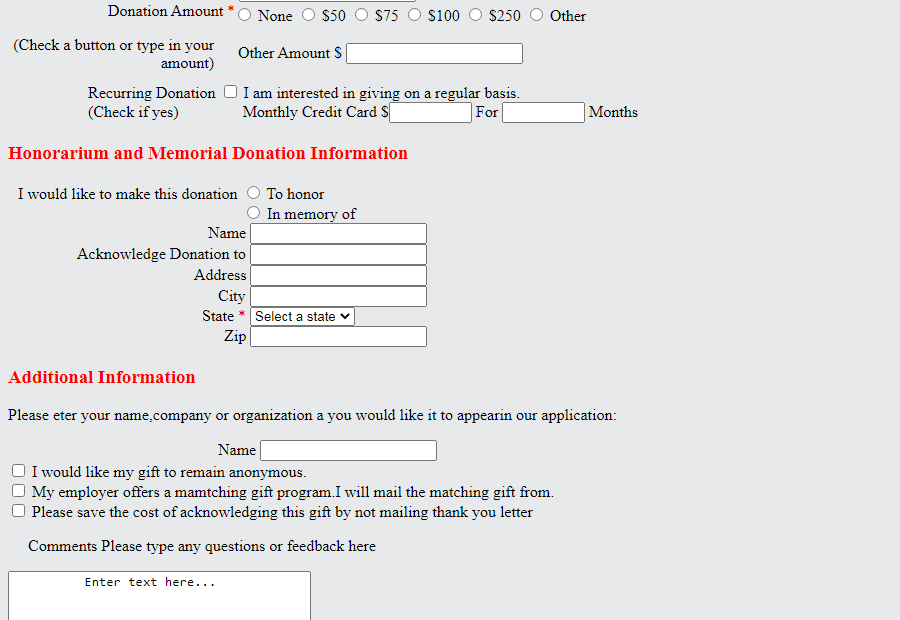 Donation Amount * None $50 $75 $100 $250 Other
(Check a button or type in your
amount)
Other Amount $
Recurring Donation I am interested in giving on a regular basis.
(Check if yes) Monthly Credit Card $ For Months
Honorarium and Memorial Donation Information
I would like to make this donation To honor
In memory of
Name
Acknowledge Donation to
Address
City
State * Select a state
Zip
Additional Information
Please eter your name,company or organization a you would like it to appearin our application:
Name
I would like my gift to remain anonymous.
My employer offers a mamtching gift program.I will mail the matching gift from.
Please save the cost of acknowledging this gift by not mailing thank you letter
Comments Please type any questions or feedback here
Enter text here...